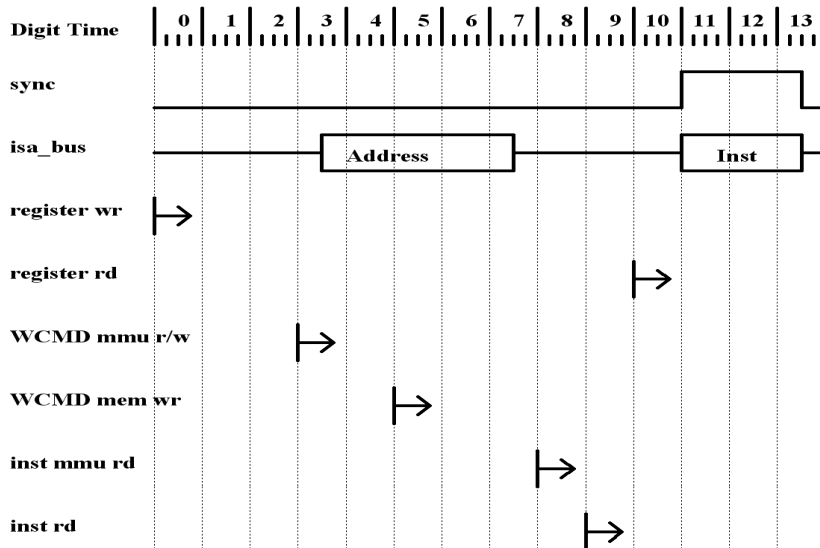 Digit Time 0 1 2 3 4 5 6 7 8 9 10 11 12 13
sync
isa_bus Address Inst
register wr
register rd
WCMD mmu r/w
WCMD mem wr
inst mmu rd
inst rd